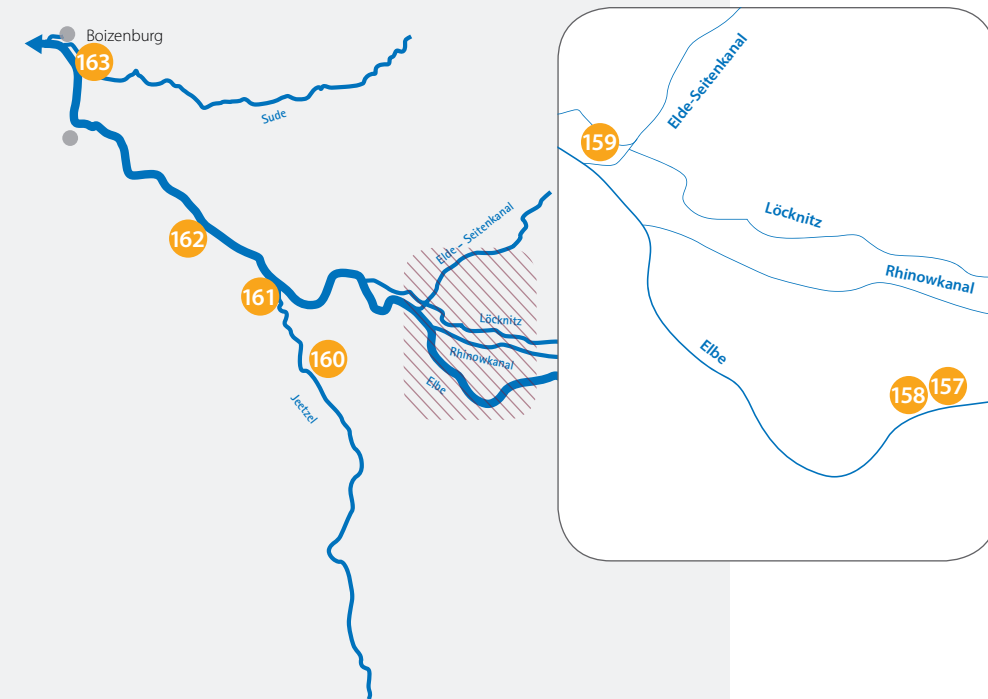 Boizenburg
163
Sude
162
161
160
Jeetzel
Elde – Seitenkanal
Löcknitz
Rhinowkanal
Elbe
Elde-Seitenkanal
159
Löcknitz
Rhinowkanal
Elbe
158
157